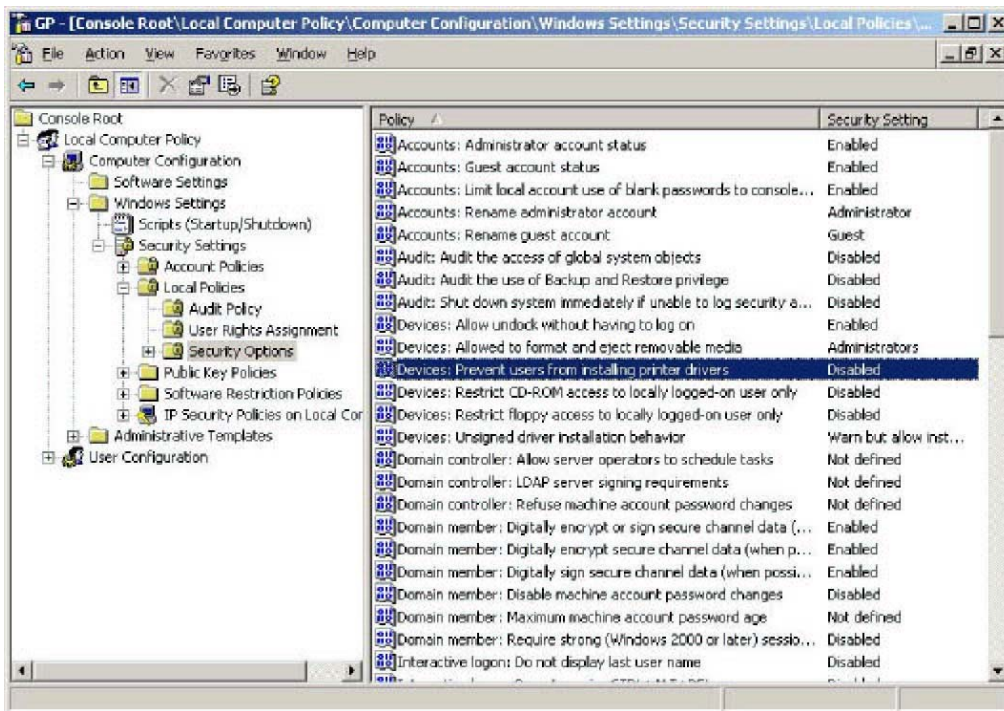 GP - [Console Root\Local Computer Policy\Computer Configuration\Windows Settings\Security Settings\Local Policies\...
File Action View Favorites Window Help
Console Root
Local Computer Policy
Computer Configuration
Software Settings
Windows Settings
Scripts (Startup/Shutdown)
Security Settings
Account Policies
Local Policies
Audit Policy
User Rights Assignment
Security Options
Public Key Policies
Software Restriction Policies
IP Security Policies on Local Cor
Administrative Templates
User Configuration
Policy Security Setting
Accounts: Administrator account status Enabled
Accounts: Guest account status Enabled
Accounts: Limit local account use of blank passwords to console... Enabled
Accounts: Rename administrator account Administrator
Accounts: Rename guest account Guest
Audit: Audit the access of global system objects Disabled
Audit: Audit the use of Backup and Restore privilege Disabled
Audit: Shut down system immediately if unable to log security a... Disabled
Devices: Allow undock without having to log on Enabled
Devices: Allowed to format and eject removable media Administrators
Devices: Prevent users from installing printer drivers Disabled
Devices: Restrict CD-ROM access to locally logged-on user only Disabled
Devices: Restrict floppy access to locally logged-on user only Disabled
Devices: Unsigned driver installation behavior Warn but allow inst...
Domain controller: Allow server operators to schedule tasks Not defined
Domain controller: LDAP server signing requirements Not defined
Domain controller: Refuse machine account password changes Not defined
Domain member: Digitally encrypt or sign secure channel data (... Enabled
Domain member: Digitally encrypt secure channel data (when p... Enabled
Domain member: Digitally sign secure channel data (when possi... Enabled
Domain member: Disable machine account password changes Disabled
Domain member: Maximum machine account password age Not defined
Domain member: Require strong (Windows 2000 or later) sessio... Disabled
Interactive logon: Do not display last user name Disabled